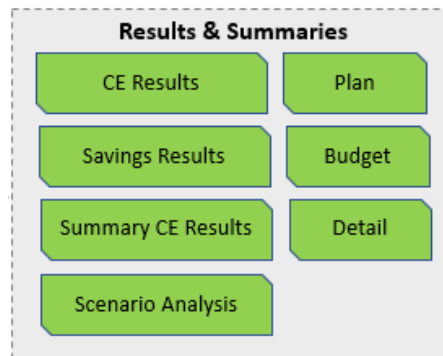 Results & Summaries
CE Results
Plan
Savings Results
Budget
Summary CE Results
Detail
Scenario Analysis